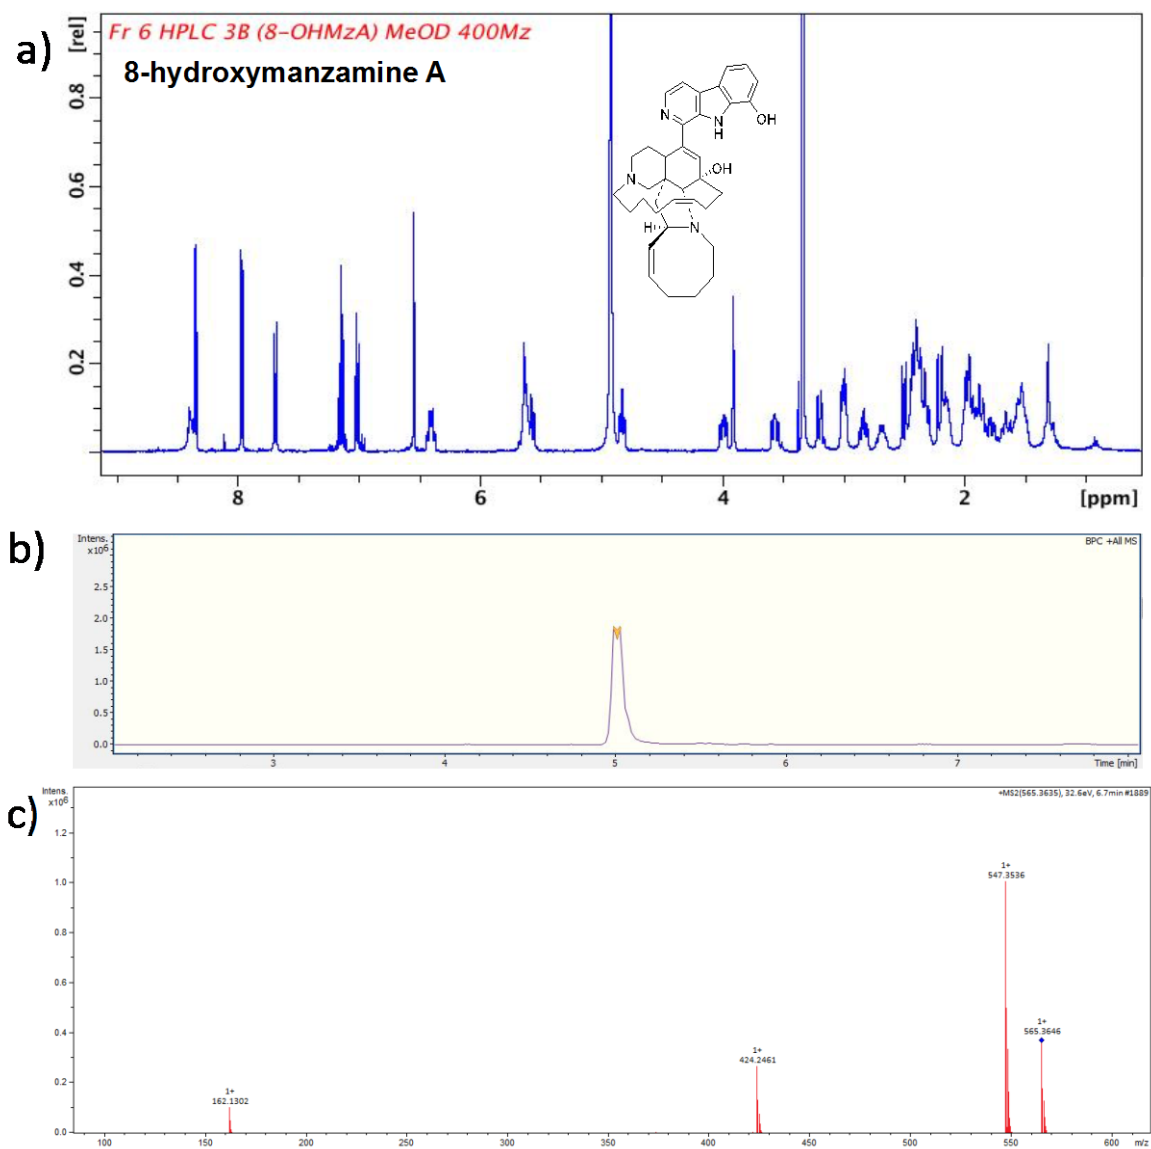 a)
[rel]
Fr 6 HPLC 3B (8-OHMzA) MeOD 400Mz
8-hydroxymanzamine A
0.8
0.6
0.4
0.2
N
N
H
OH
N
OH
H
N
8
6
4
2
[ppm]
b)
Intens.
x10⁶
BPC +All MS
2.5
2.0
1.5
1.0
0.5
0.0
3
4
5
6
7
Time [min]
c)
Intens.
x10⁶
+MS2(565.3635), 32.6eV, 6.7min #1889
1.2
1.0
0.8
0.6
0.4
0.2
0.0
1+
547.3536
1+
565.3646
1+
424.2461
1+
162.1302
100
150
200
250
300
350
400
450
500
550
600
m/z